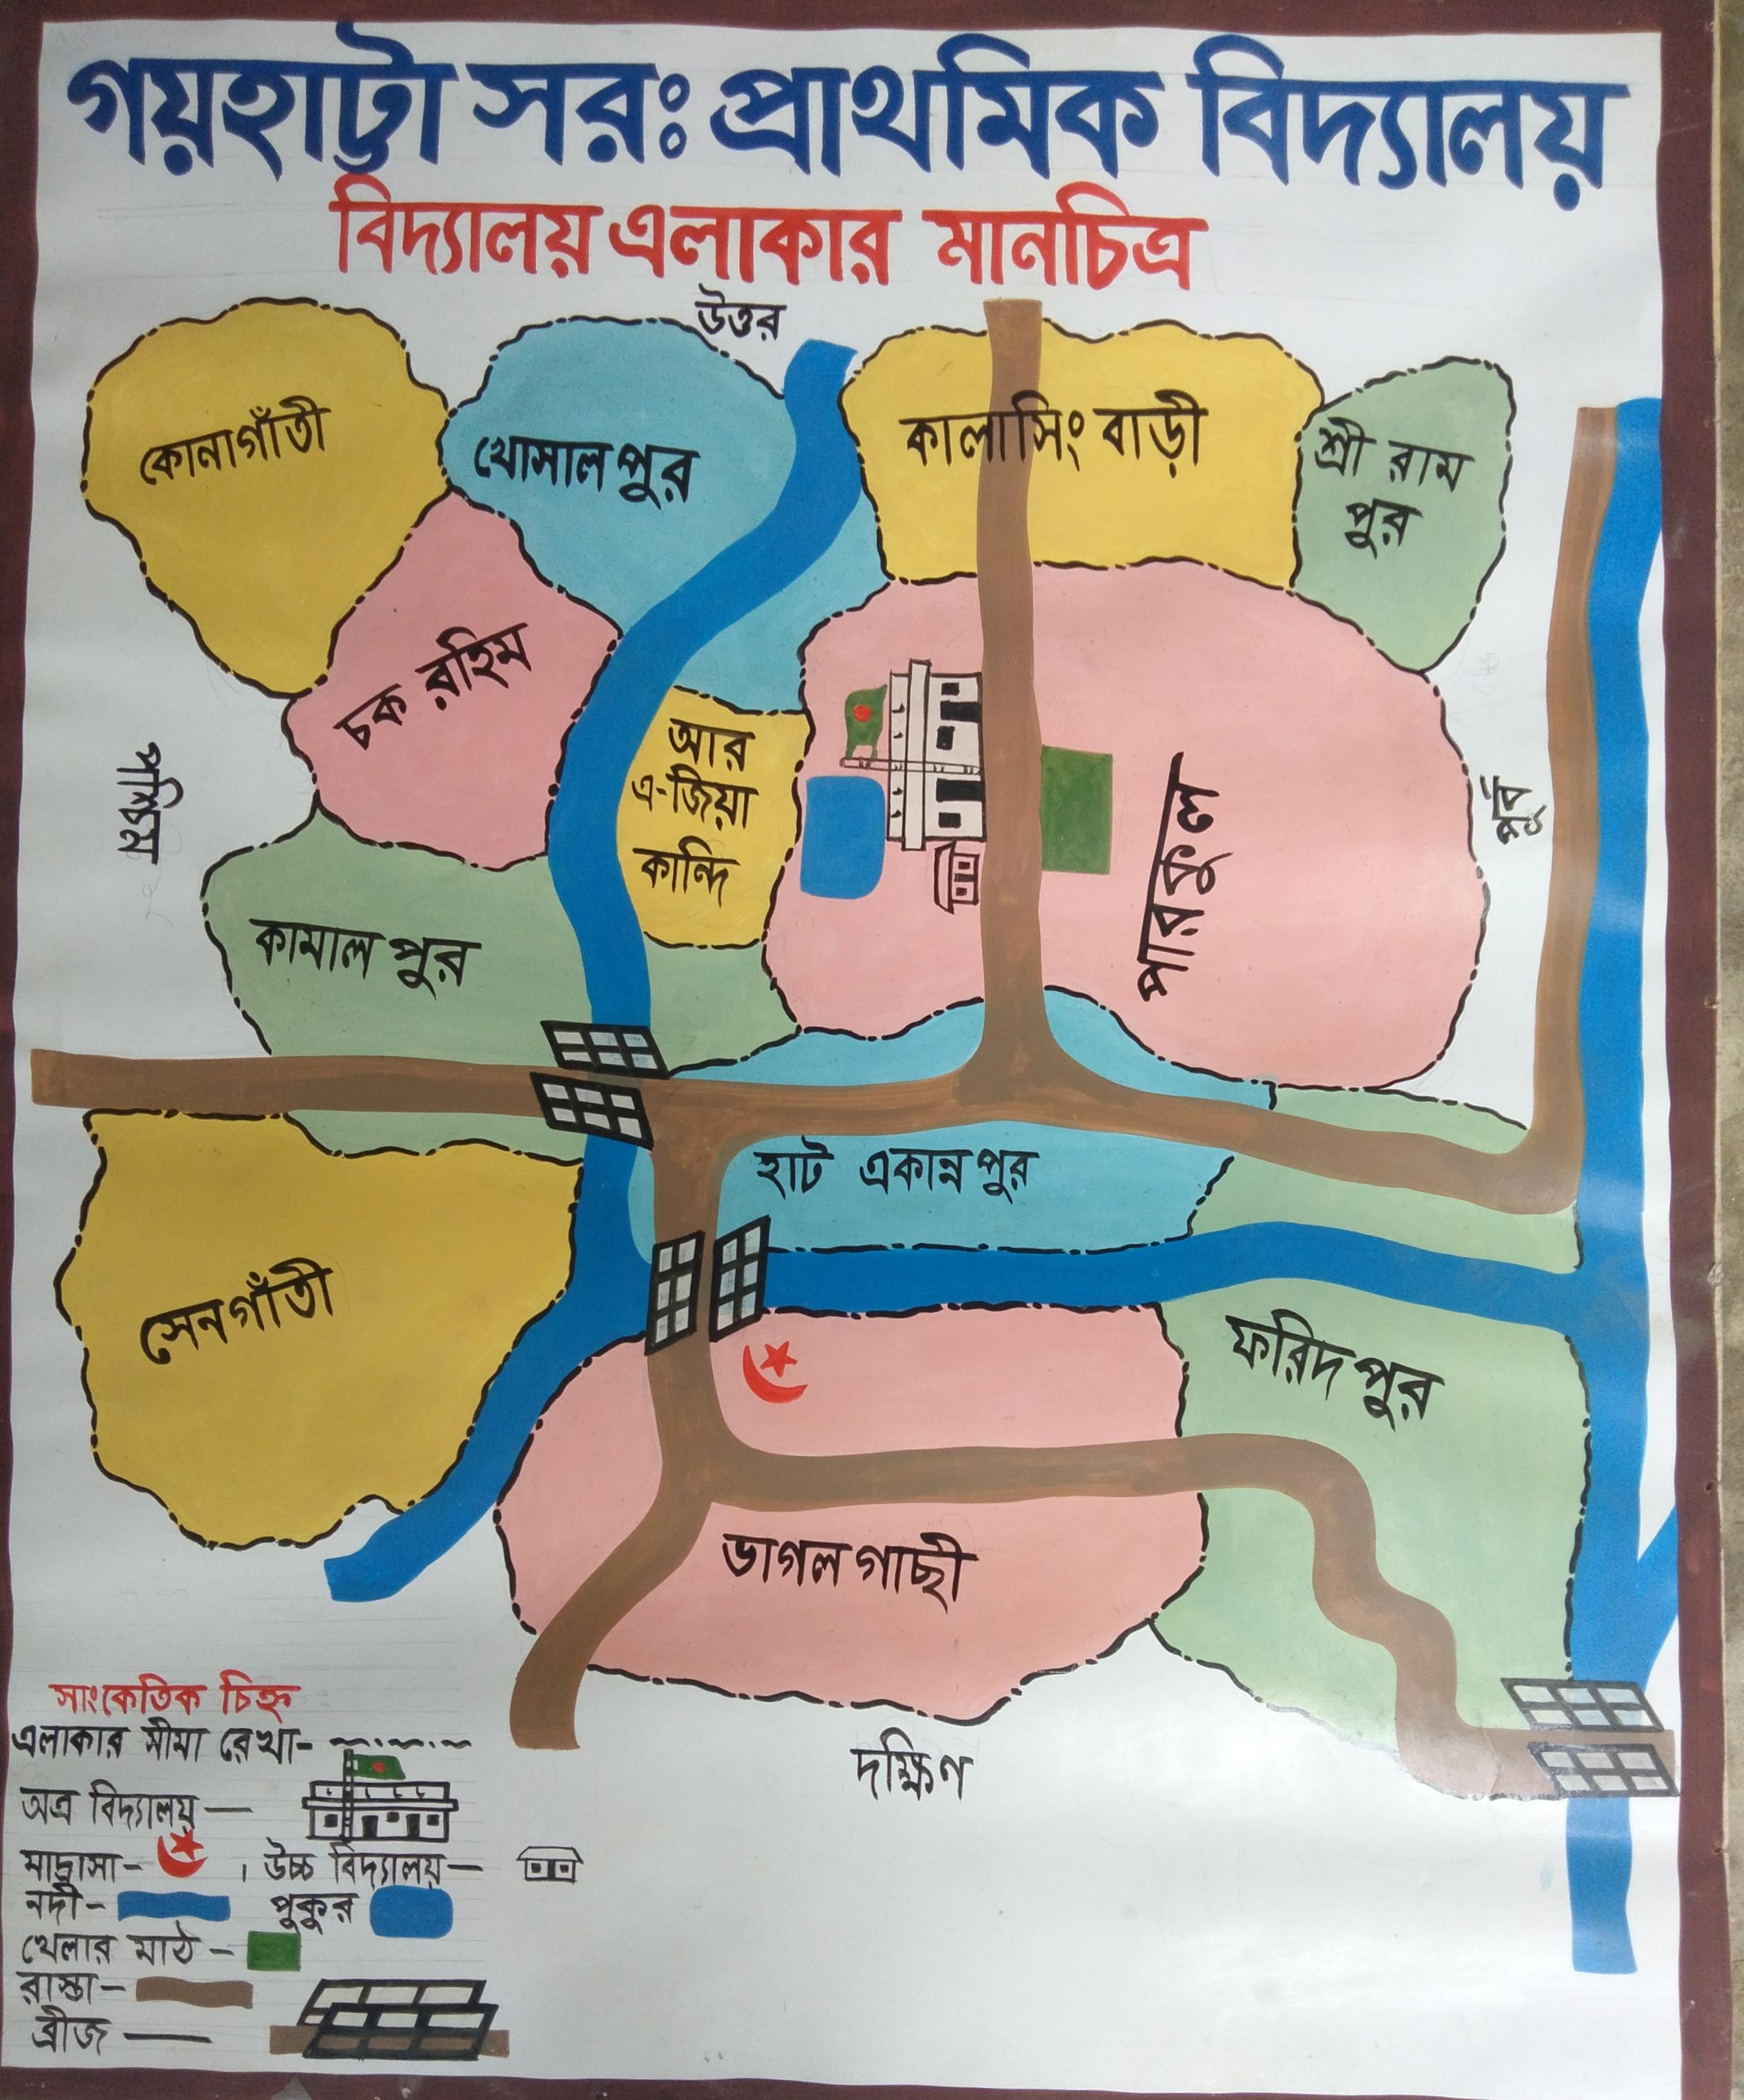 গয়হাট্টা সরঃ প্রাথমিক বিদ্যালয়
বিদ্যালয় এলাকার মানচিত্র
উত্তর
কোনাগাঁতী
খোসালপুর
কালাসিং বাড়ী
শ্রী রাম
পুর
চক রহিম
আর
এ-জিয়া
কান্দি
পশ্চিম
পারকুল
পূর্ব
কামাল পুর
হাট একান্নপুর
সেনগাঁতী
ফরিদপুর
ডাগলগাছী
দক্ষিণ
সাংকেতিক চিহ্ন
এলাকার সীমা রেখা-
অত্র বিদ্যালয় —
মাদ্রাসা- । উচ্চ বিদ্যালয় —
নদী- পুকুর
খেলার মাঠ -
রাস্তা-
ব্রীজ —